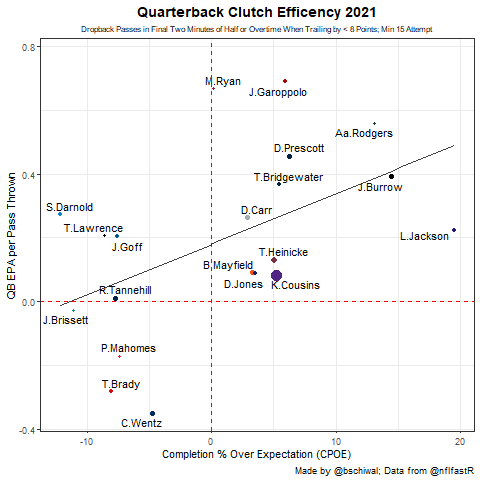 Quarterback Clutch Efficency 2021
Dropback Passes in Final Two Minutes of Half or Overtime When Trailing by < 8 Points; Min 15 Attempt
0.8
M.Ryan
J.Garoppolo
Aa.Rodgers
D.Prescott
T.Bridgewater
0.4
J.Burrow
S.Darnold
D.Carr
T.Lawrence
L.Jackson
J.Goff
T.Heinicke
B.Mayfield
D.Jones
K.Cousins
R.Tannehill
0.0
J.Brissett
P.Mahomes
T.Brady
C.Wentz
-0.4
QB EPA per Pass Thrown
-10
0
10
20
Completion % Over Expectation (CPOE)
Made by @bschiwal; Data from @nflfastR